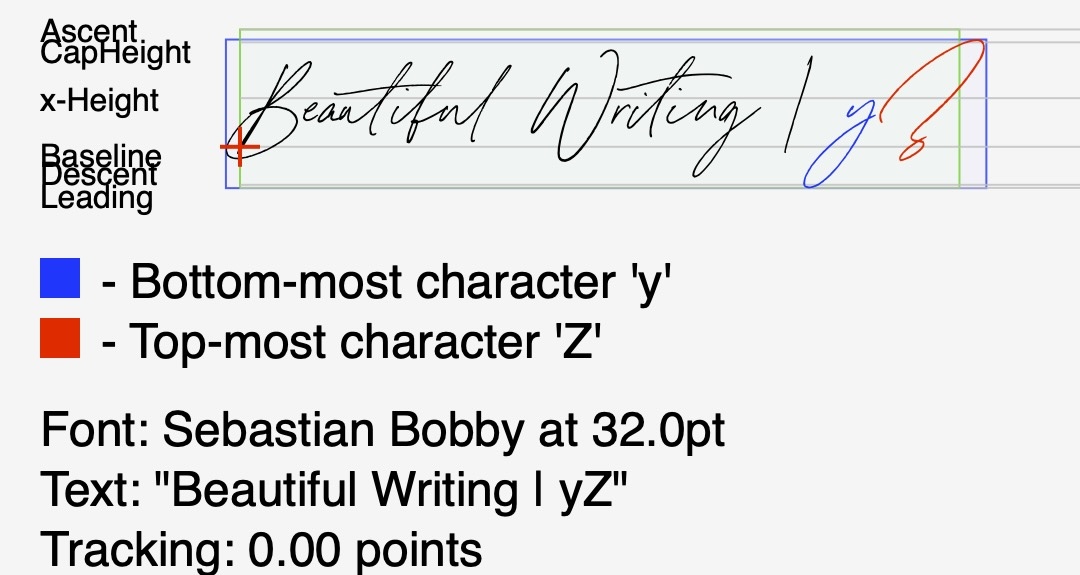 Ascent
CapHeight
x-Height
Baseline
Descent
Leading
Beautiful Writing | yZ
- Bottom-most character 'y'
- Top-most character 'Z'
Font: Sebastian Bobby at 32.0pt
Text: "Beautiful Writing | yZ"
Tracking: 0.00 points